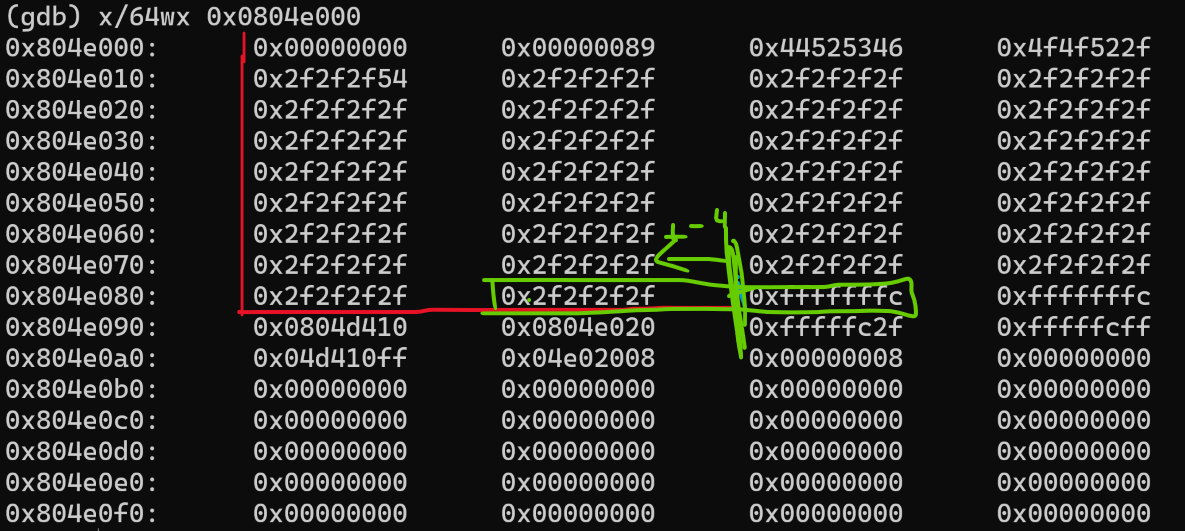 (gdb) x/64wx 0x0804e000
0x804e000: 0x00000000 0x00000089 0x44525346 0x4f4f522f
0x804e010: 0x2f2f2f54 0x2f2f2f2f 0x2f2f2f2f 0x2f2f2f2f
0x804e020: 0x2f2f2f2f 0x2f2f2f2f 0x2f2f2f2f 0x2f2f2f2f
0x804e030: 0x2f2f2f2f 0x2f2f2f2f 0x2f2f2f2f 0x2f2f2f2f
0x804e040: 0x2f2f2f2f 0x2f2f2f2f 0x2f2f2f2f 0x2f2f2f2f
0x804e050: 0x2f2f2f2f 0x2f2f2f2f 0x2f2f2f2f 0x2f2f2f2f
0x804e060: 0x2f2f2f2f 0x2f2f2f2f 0x2f2f2f2f 0x2f2f2f2f
+ - 4
0x804e070: 0x2f2f2f2f 0x2f2f2f2f 0x2f2f2f2f 0x2f2f2f2f
0x804e080: 0x2f2f2f2f 0x2f2f2f2f 0xfffffffc 0xfffffffc
0x804e090: 0x0804d410 0x0804e020 0xfffffc2f 0xfffffcff
0x804e0a0: 0x04d410ff 0x04e02008 0x00000008 0x00000000
0x804e0b0: 0x00000000 0x00000000 0x00000000 0x00000000
0x804e0c0: 0x00000000 0x00000000 0x00000000 0x00000000
0x804e0d0: 0x00000000 0x00000000 0x00000000 0x00000000
0x804e0e0: 0x00000000 0x00000000 0x00000000 0x00000000
0x804e0f0: 0x00000000 0x00000000 0x00000000 0x00000000